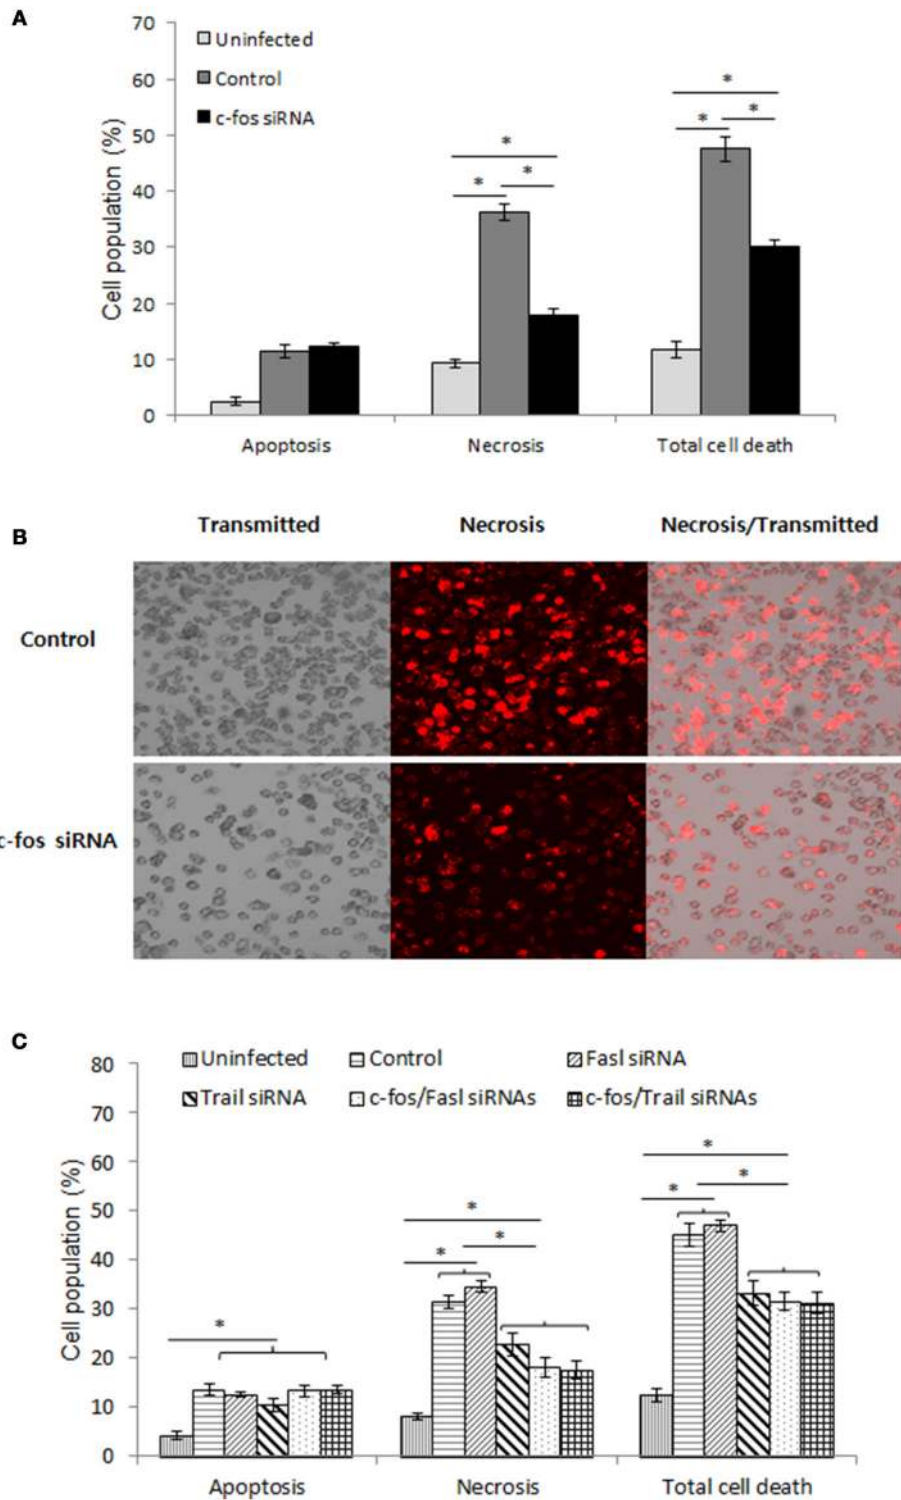 A
70
60
50
40
30
20
10
0
Cell population (%)
Uninfected
Control
c-fos siRNA
*
*
*
*
*
*
Apoptosis Necrosis Total cell death
B
Transmitted Necrosis Necrosis/Transmitted
Control
c-fos siRNA
C
80
70
60
50
40
30
20
10
0
Cell population (%)
Uninfected Control Fasl siRNA
Trail siRNA c-fos/Fasl siRNAs c-fos/Trail siRNAs
*
*
*
*
*
*
*
Apoptosis Necrosis Total cell death